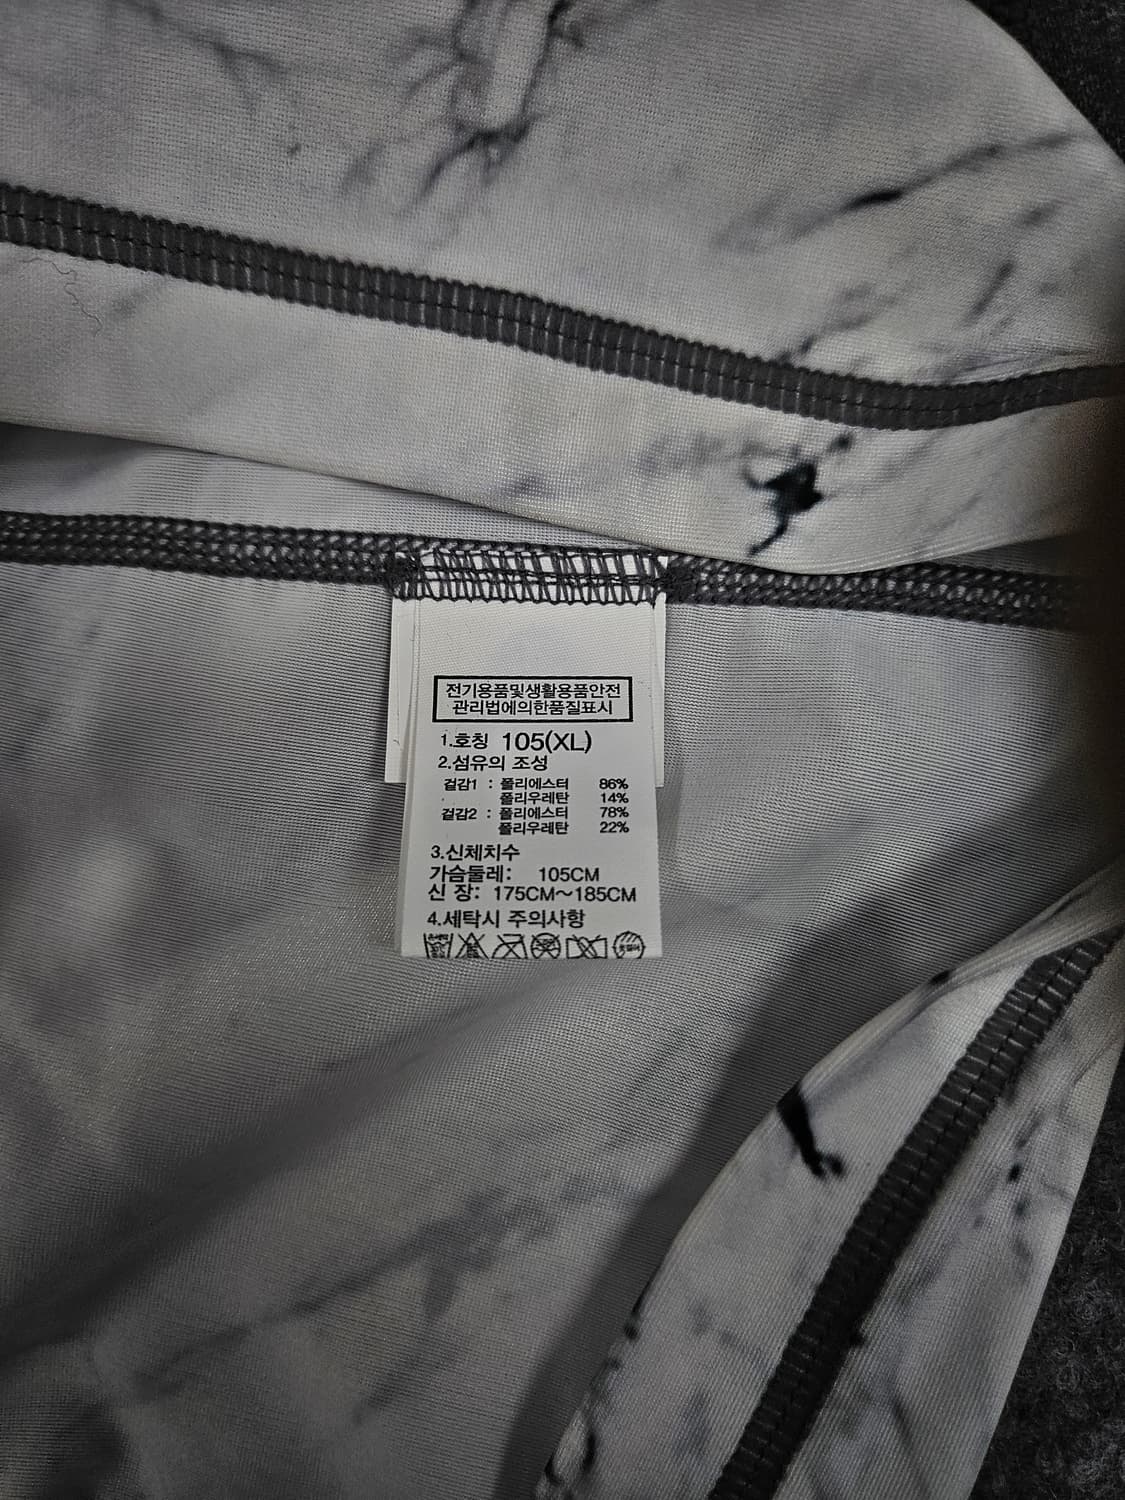 전기용품및생활용품안전
관리법에의한품질표시
1.호칭 105(XL)
2.섬유의 조성
겉감1 : 폴리에스터 86%
폴리우레탄 14%
겉감2 : 폴리에스터 78%
폴리우레탄 22%
3.신체치수
가슴둘레: 105CM
신 장: 175CM~185CM
4.세탁시 주의사항